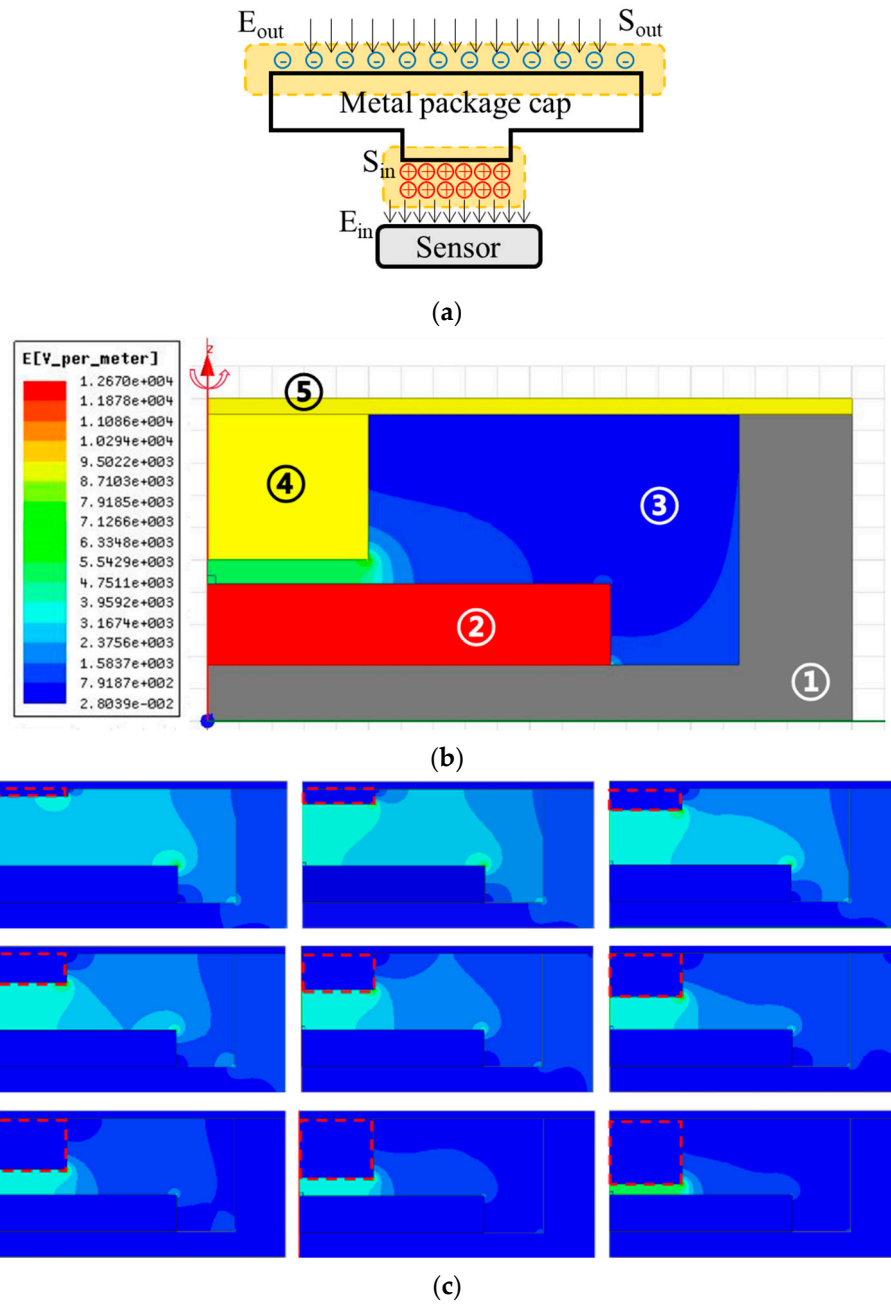 E_out S_out
Metal package cap
S_in
E_in
Sensor
(a)
E[V_per_meter]
1.2670e+004
1.1878e+004
1.1086e+004
1.0294e+004
9.5022e+003
8.7103e+003
7.9185e+003
7.1266e+003
6.3348e+003
5.5429e+003
4.7511e+003
3.9592e+003
3.1674e+003
2.3756e+003
1.5837e+003
7.9187e+002
2.8039e-002
z
⑤
④
③
②
①
(b)
(c)